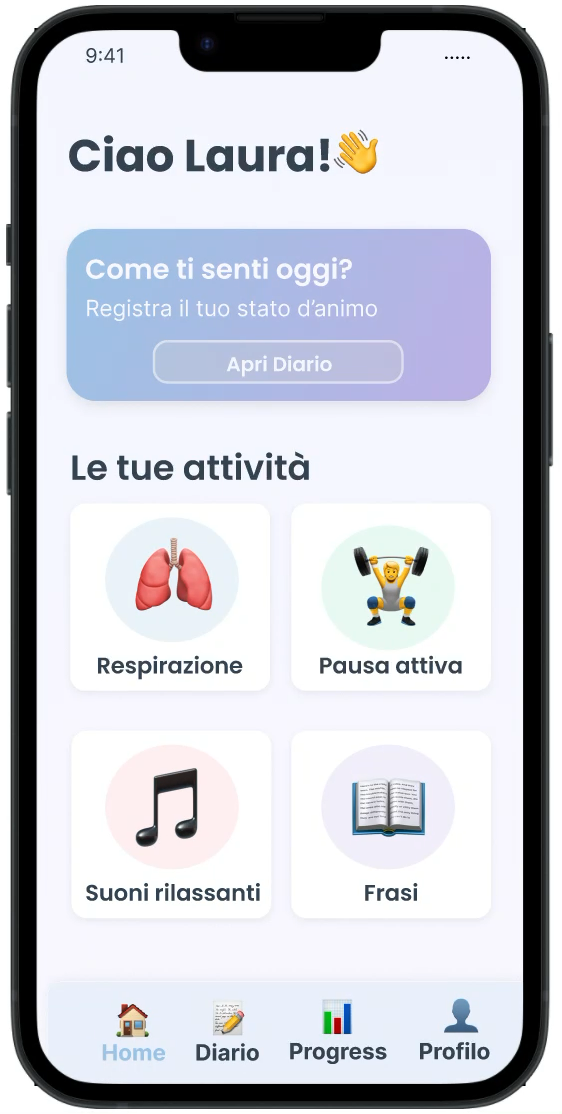 9:41
Ciao Laura!👋
Come ti senti oggi?
Registra il tuo stato d’animo
Apri Diario
Le tue attività
Respirazione
Pausa attiva
Suoni rilassanti
Frasi
Home
Diario
Progress
Profilo